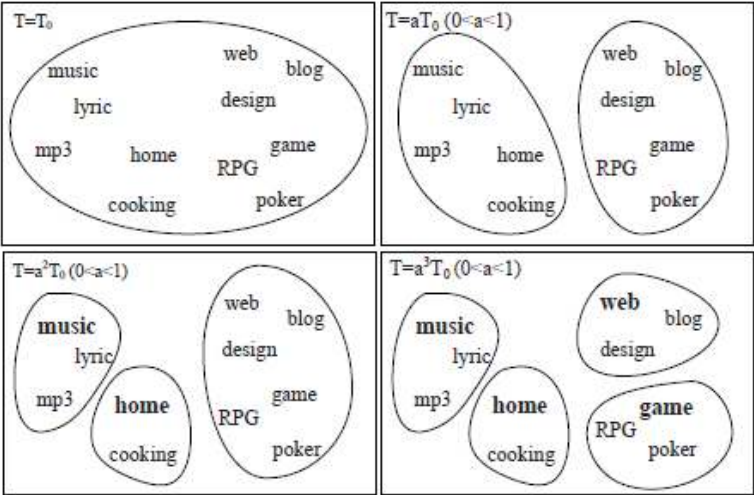 T=T₀
web
music
blog
lyric
design
mp3
home
game
RPG
cooking
poker
T=aT₀ (0<a<1)
web
music
blog
lyric
design
mp3
home
game
RPG
cooking
poker
T=a²T₀ (0<a<1)
web
music
blog
lyric
design
mp3
home
game
RPG
cooking
poker
T=a³T₀ (0<a<1)
web
music
blog
lyric
design
mp3
home
game
RPG
cooking
poker